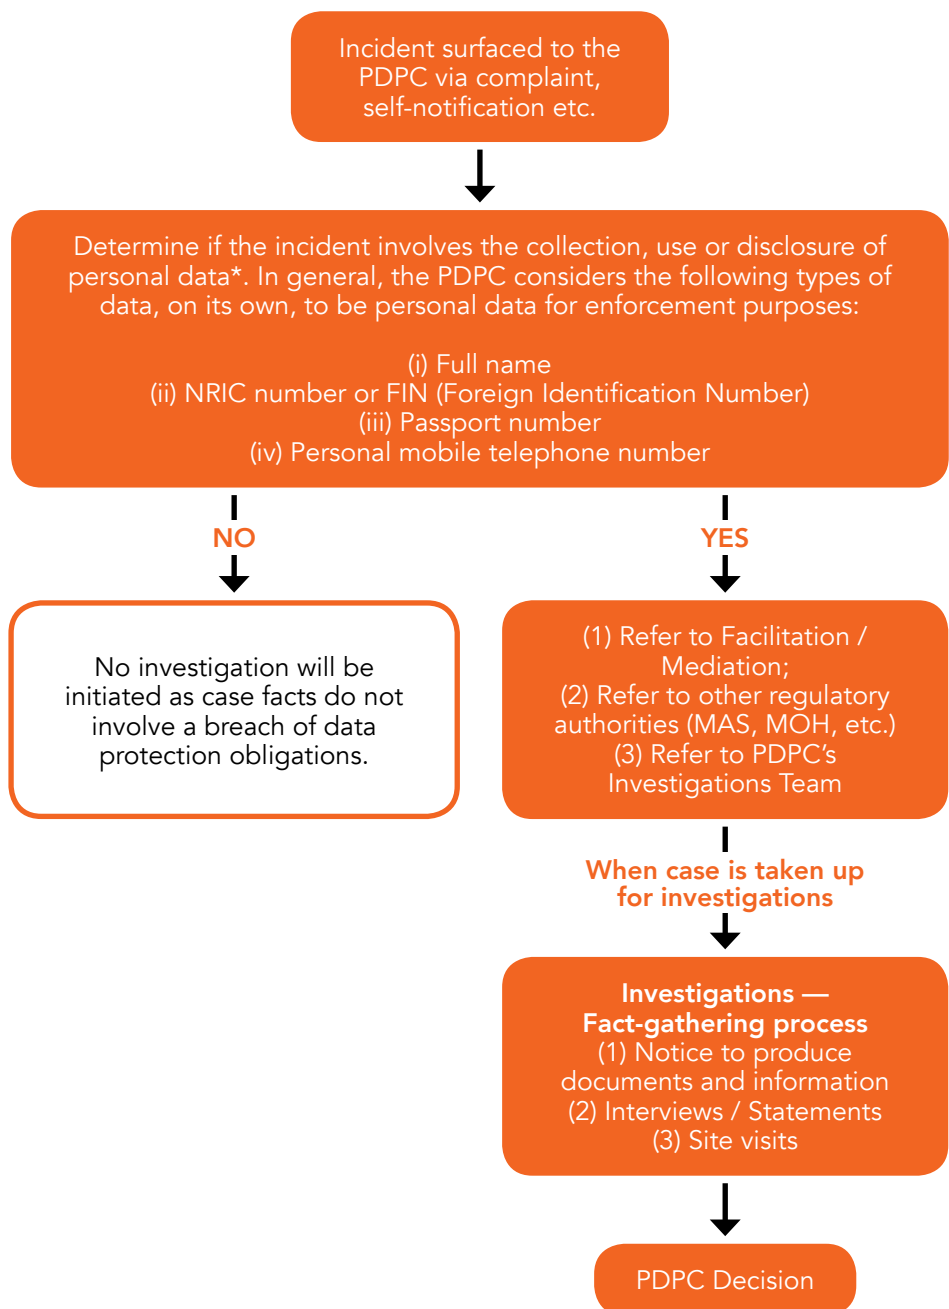 Incident surfaced to the
PDPC via complaint,
self-notification etc.
Determine if the incident involves the collection, use or disclosure of
personal data*. In general, the PDPC considers the following types of
data, on its own, to be personal data for enforcement purposes:
(i) Full name
(ii) NRIC number or FIN (Foreign Identification Number)
(iii) Passport number
(iv) Personal mobile telephone number
NO
YES
No investigation will be
initiated as case facts do not
involve a breach of data
protection obligations.
(1) Refer to Facilitation /
Mediation;
(2) Refer to other regulatory
authorities (MAS, MOH, etc.)
(3) Refer to PDPC’s
Investigations Team
When case is taken up
for investigations
Investigations —
Fact-gathering process
(1) Notice to produce
documents and information
(2) Interviews / Statements
(3) Site visits
PDPC Decision